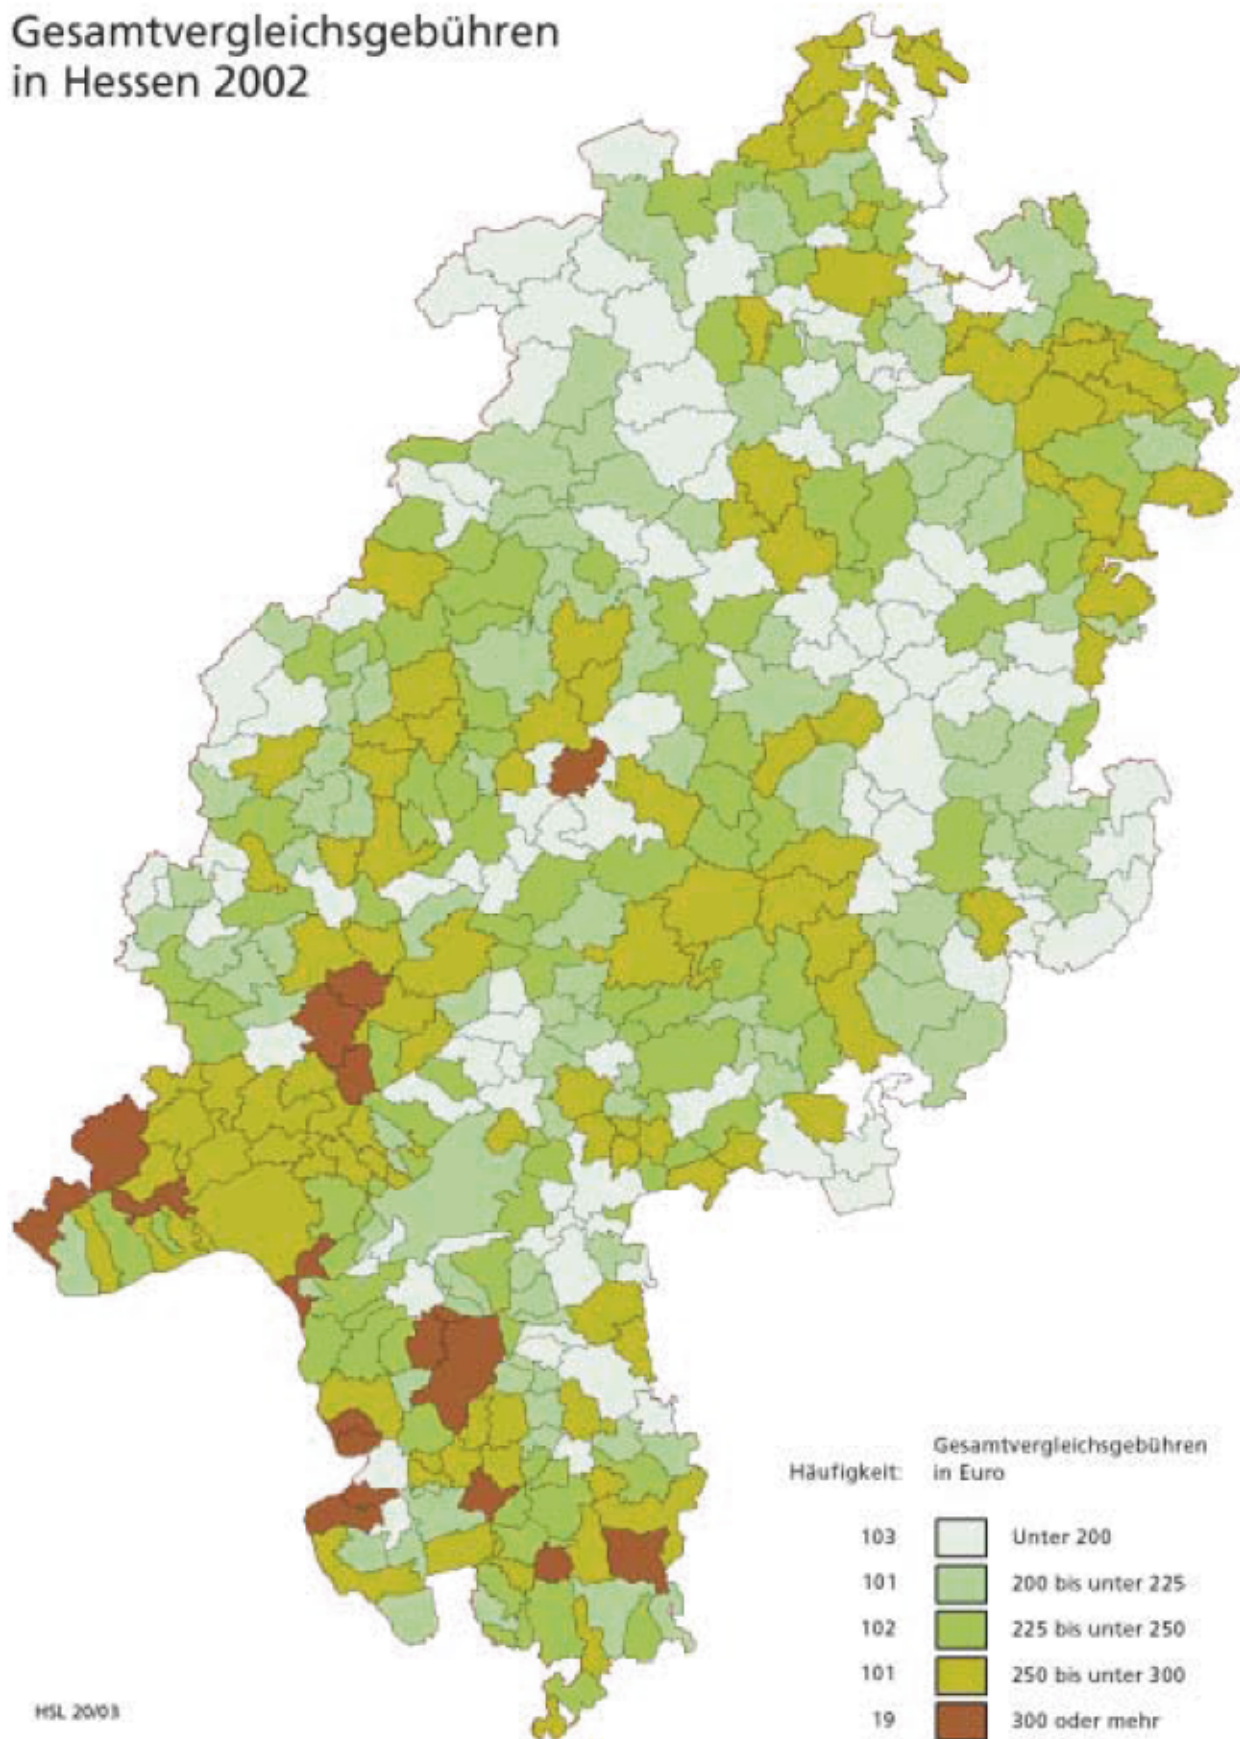 Gesamtvergleichsgebühren
in Hessen 2002
Gesamtvergleichsgebühren
Häufigkeit: in Euro
103 Unter 200
101 200 bis unter 225
102 225 bis unter 250
101 250 bis unter 300
19 300 oder mehr
HSL 20/03